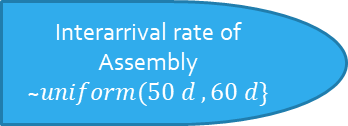 Interarrival rate of
Assembly
~uniform(50 d , 60 d}